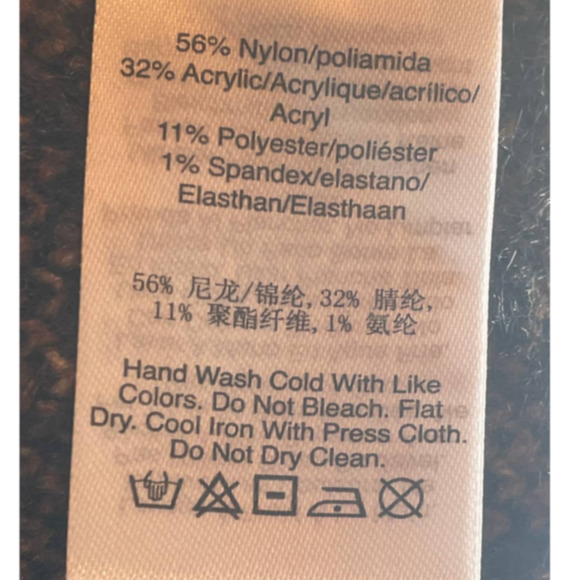 56% Nylon/poliamida
32% Acrylic/Acrylique/acrílico/
Acryl
11% Polyester/poliéster
1% Spandex/elastano/
Elasthan/Elasthaan
56% 尼龙/锦纶,32% 腈纶,
11% 聚酯纤维,1% 氨纶
Hand Wash Cold With Like
Colors. Do Not Bleach. Flat
Dry. Cool Iron With Press Cloth.
Do Not Dry Clean.